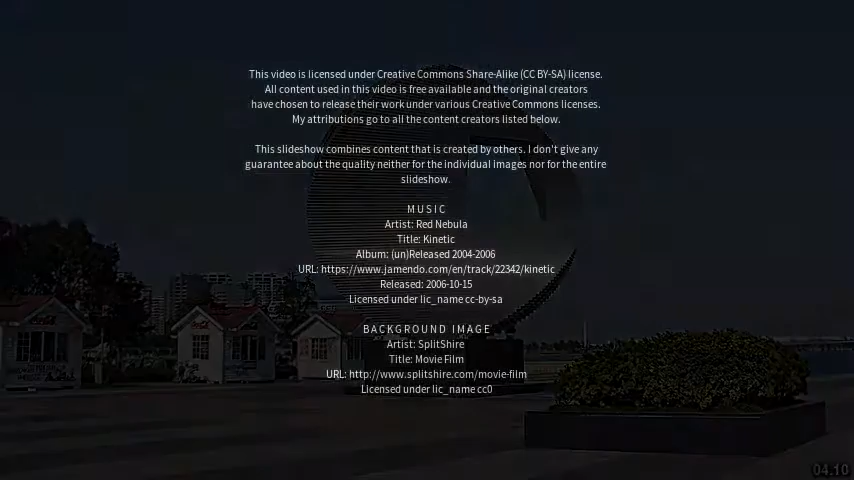 This video is licensed under Creative Commons Share-Alike (CC BY-SA) license.
All content used in this video is free available and the original creators
have chosen to release their work under various Creative Commons licenses.
My attributions go to all the content creators listed below.
This slideshow combines content that is created by others. I don't give any
guarantee about the quality neither for the individual images nor for the entire
slideshow.
MUSIC
Artist: Red Nebula
Title: Kinetic
Album: (un)Released 2004-2006
URL: https://www.jamendo.com/en/track/22342/kinetic
Released: 2006-10-15
Licensed under lic_name cc-by-sa
BACKGROUND IMAGE
Artist: SplitShire
Title: Movie Film
URL: http://www.splitshire.com/movie-film
Licensed under lic_name cc0
04.10